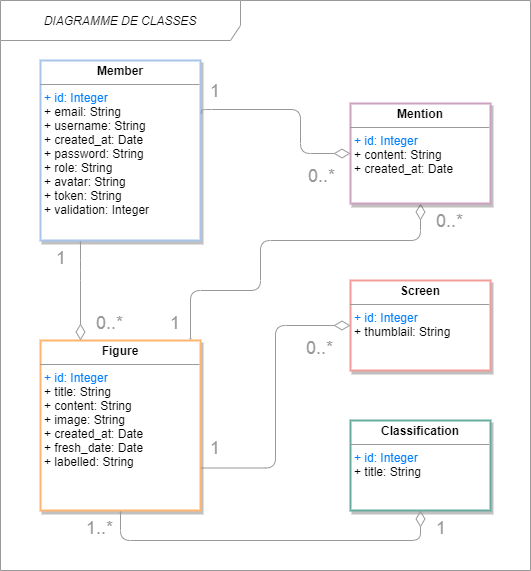 DIAGRAMME DE CLASSES
Member
+ id: Integer
+ email: String
+ username: String
+ created_at: Date
+ password: String
+ role: String
+ avatar: String
+ token: String
+ validation: Integer
1
0..*
Mention
+ id: Integer
+ content: String
+ created_at: Date
0..*
1
0..*
1
Screen
+ id: Integer
+ thumblail: String
0..*
Figure
+ id: Integer
+ title: String
+ content: String
+ image: String
+ created_at: Date
+ fresh_date: Date
+ labelled: String
1
Classification
+ id: Integer
+ title: String
1..*
1